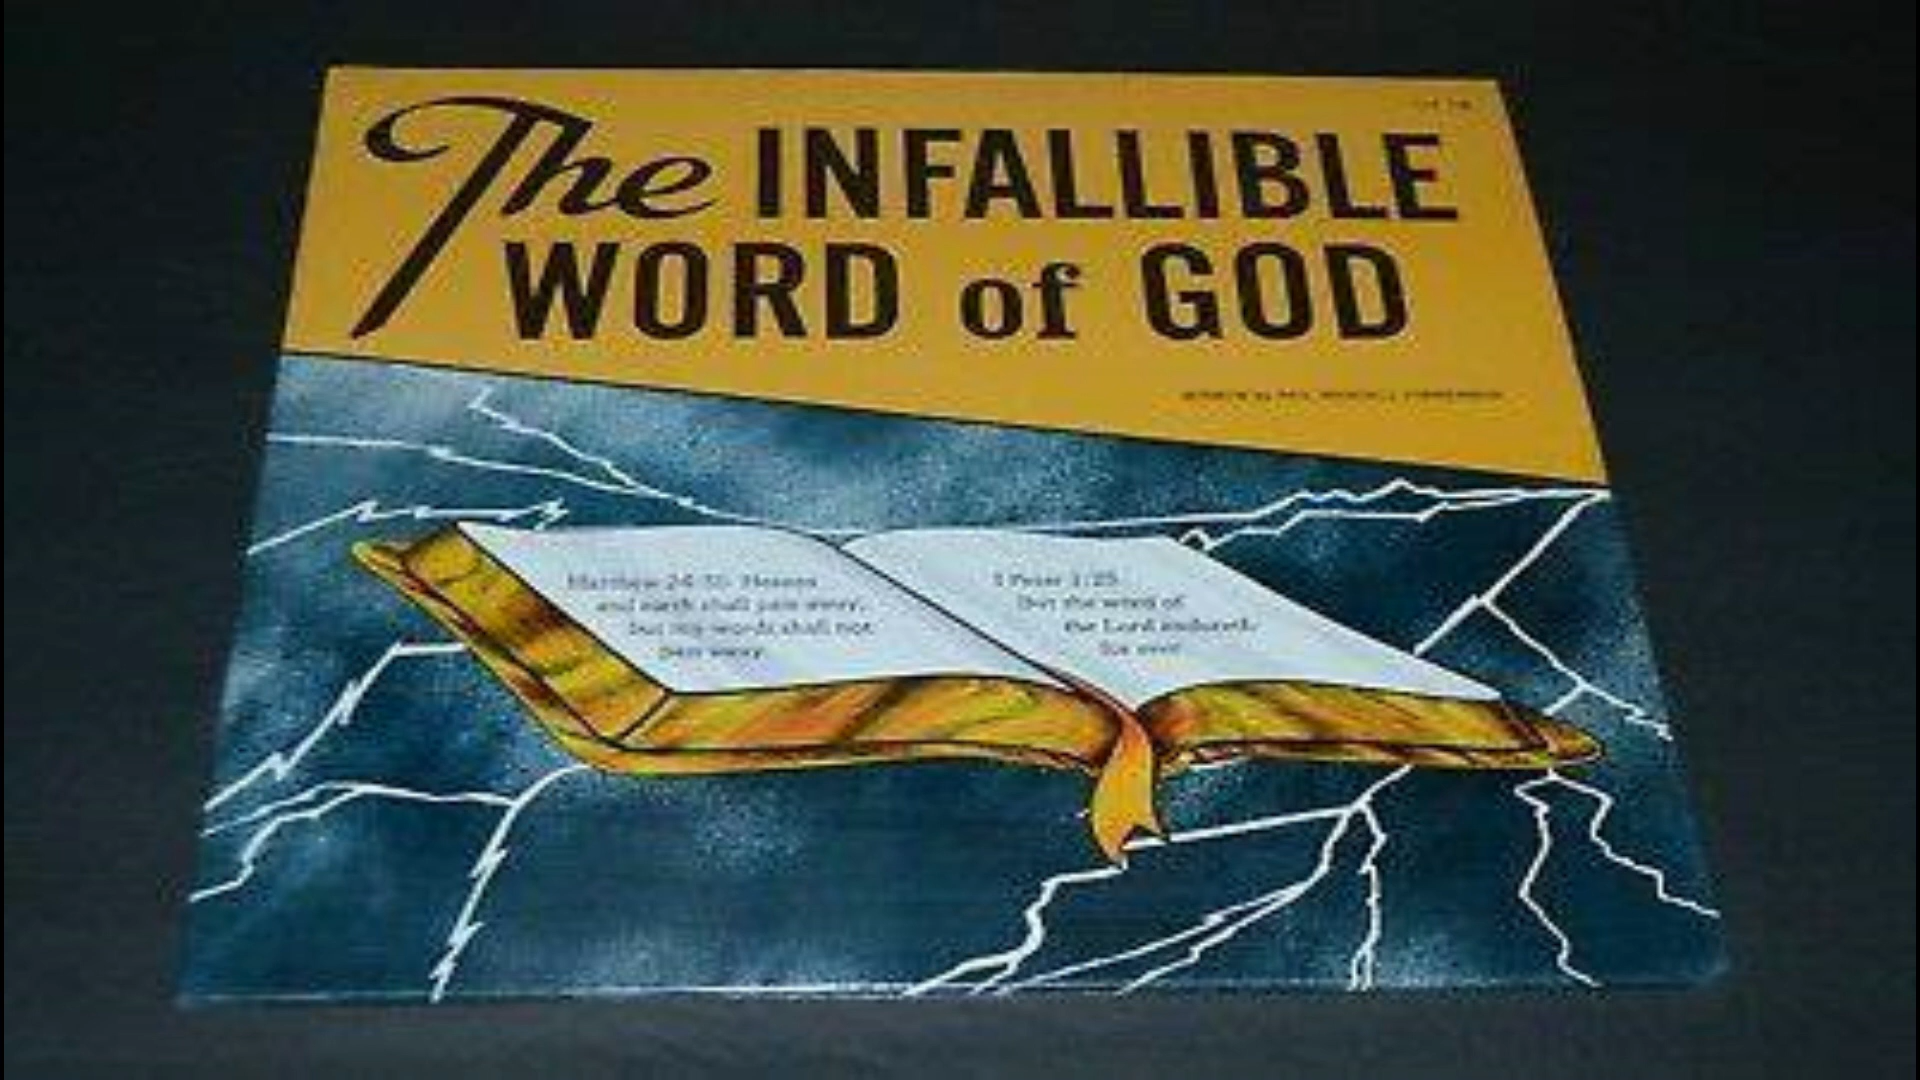 The INFALLIBLE
WORD of GOD
Matthew 24:35 Heaven
and earth shall pass away,
but my words shall not
pass away.
I Peter 1:25
But the word of
the Lord endureth
for ever